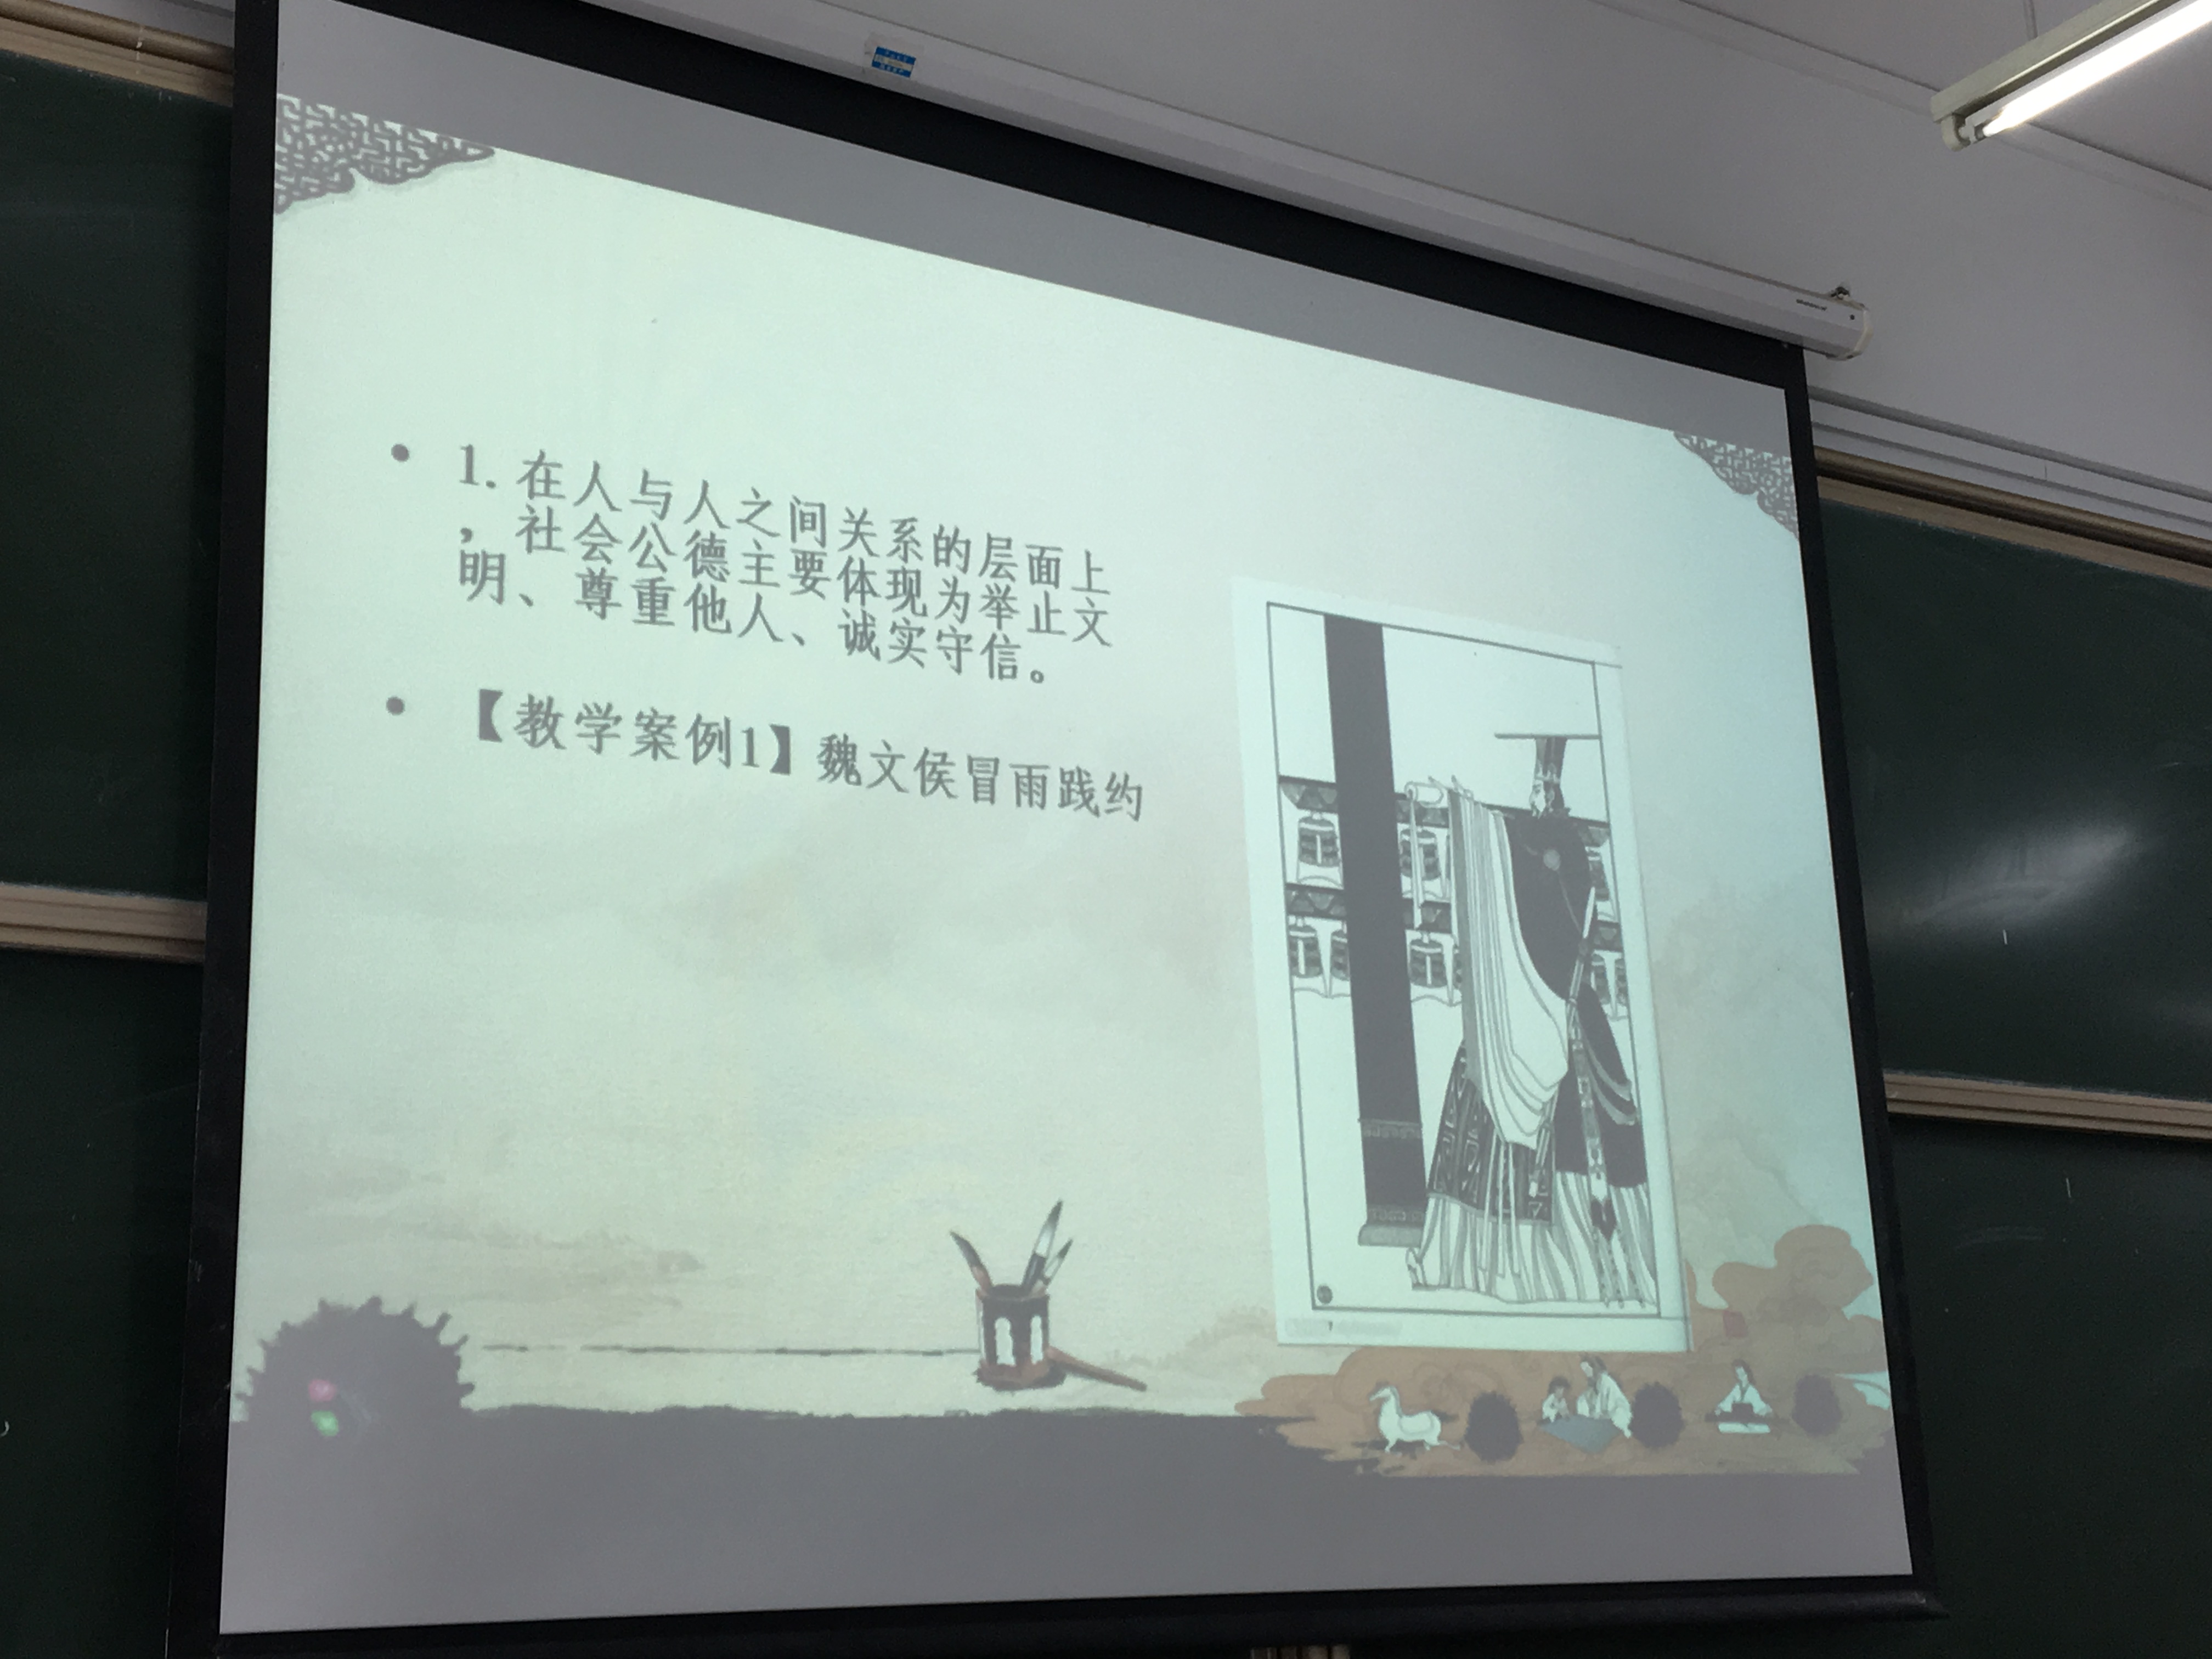 • 1. 在人与人之间关系的层面上
，社会公德主要体现为举止文
明、尊重他人、诚实守信。
• 【教学案例1】魏文侯冒雨践约